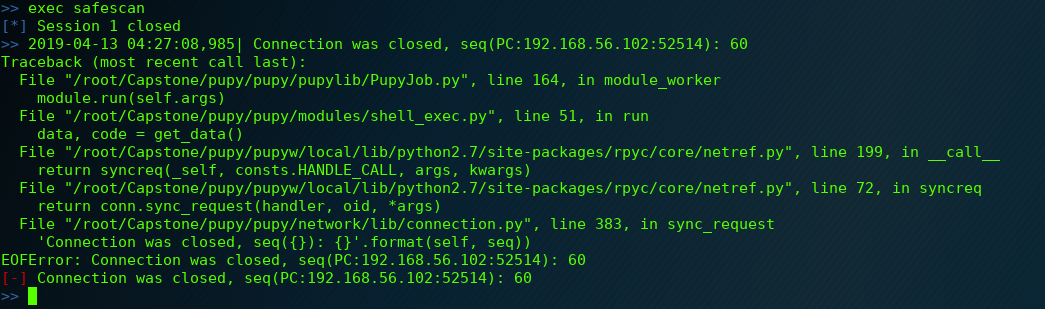 >> exec safescan
[*] Session 1 closed
>> 2019-04-13 04:27:08,985| Connection was closed, seq(PC:192.168.56.102:52514): 60
Traceback (most recent call last):
  File "/root/Capstone/pupy/pupy/pupylib/PupyJob.py", line 164, in module_worker
    module.run(self.args)
  File "/root/Capstone/pupy/pupy/modules/shell_exec.py", line 51, in run
    data, code = get_data()
  File "/root/Capstone/pupy/pupyw/local/lib/python2.7/site-packages/rpyc/core/netref.py", line 199, in __call__
    return syncreq(_self, consts.HANDLE_CALL, args, kwargs)
  File "/root/Capstone/pupy/pupyw/local/lib/python2.7/site-packages/rpyc/core/netref.py", line 72, in syncreq
    return conn.sync_request(handler, oid, *args)
  File "/root/Capstone/pupy/pupy/network/lib/connection.py", line 383, in sync_request
    'Connection was closed, seq({}): {}'.format(self, seq))
EOFError: Connection was closed, seq(PC:192.168.56.102:52514): 60
[-] Connection was closed, seq(PC:192.168.56.102:52514): 60
>>